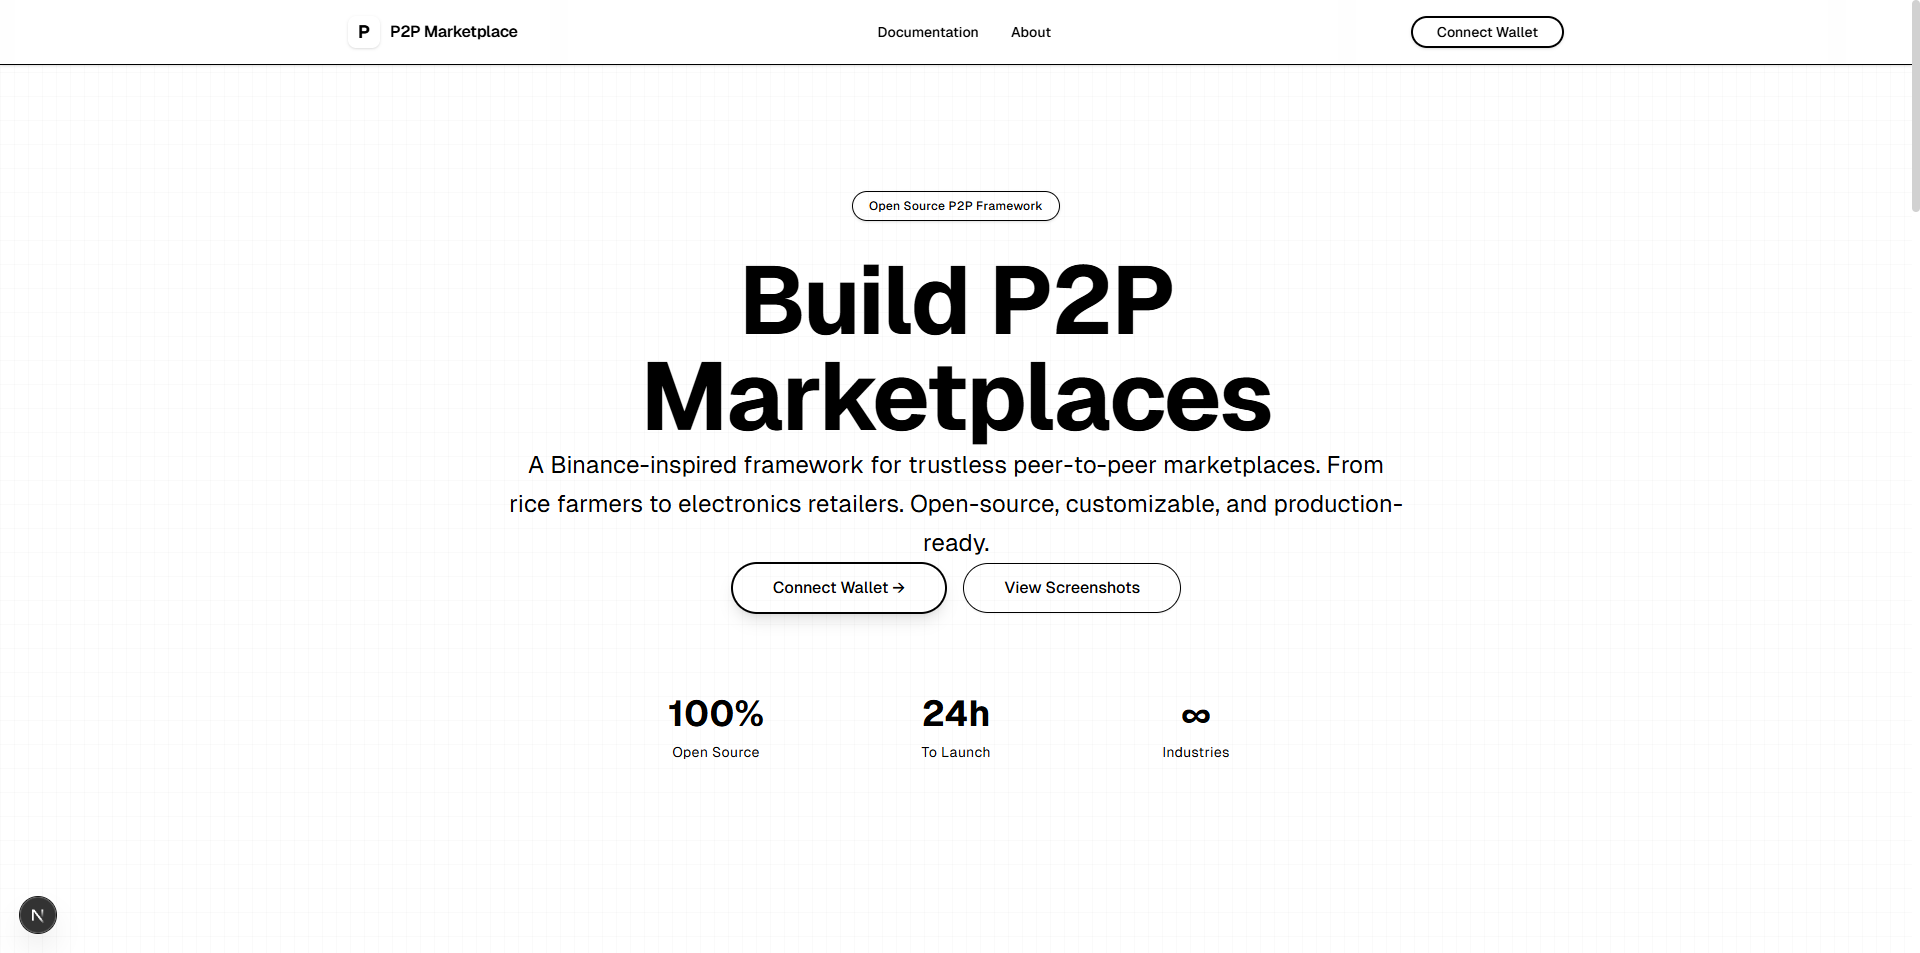 P P2P Marketplace
Documentation
About
Connect Wallet
Open Source P2P Framework
Build P2P
Marketplaces
A Binance-inspired framework for trustless peer-to-peer marketplaces. From
rice farmers to electronics retailers. Open-source, customizable, and production-
ready.
Connect Wallet →
View Screenshots
100%
Open Source
24h
To Launch
∞
Industries
N